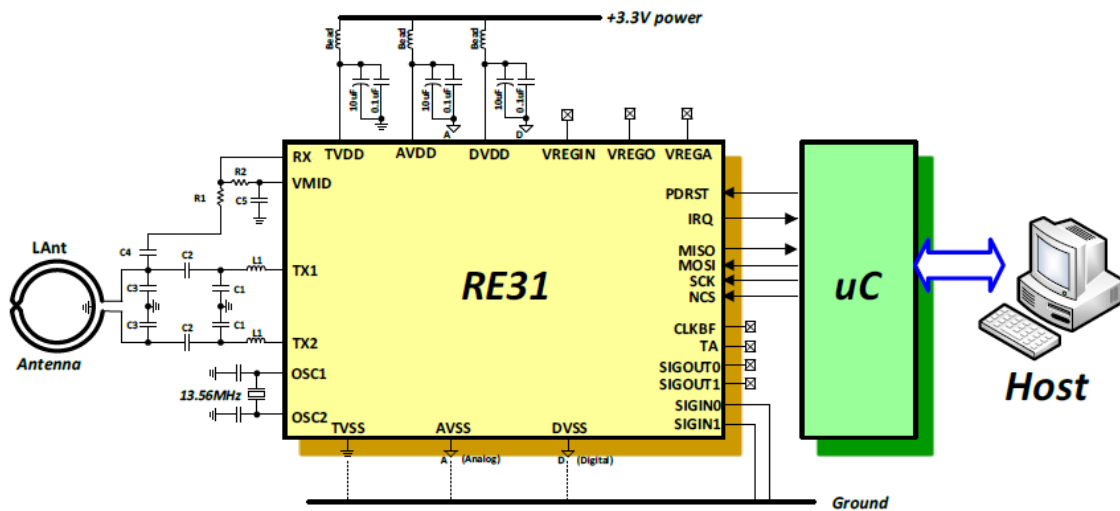 +3.3V power
Bead
Bead
Bead
10uF
0.1uF
10uF
0.1uF
10uF
0.1uF
A
D
TVDD
AVDD
DVDD
VREGIN
VREGO
VREGA
RX
VMID
R2
R1
C5
C4
LAnt
C2
L1
TX1
C3
C1
C3
C1
C2
L1
TX2
Antenna
OSC1
13.56MHz
OSC2
RE31
PDRST
IRQ
MISO
MOSI
SCK
NCS
CLKBF
TA
SIGOUT0
SIGOUT1
SIGIN0
SIGIN1
uC
Host
TVSS
AVSS
DVSS
A (Analog)
D (Digital)
Ground